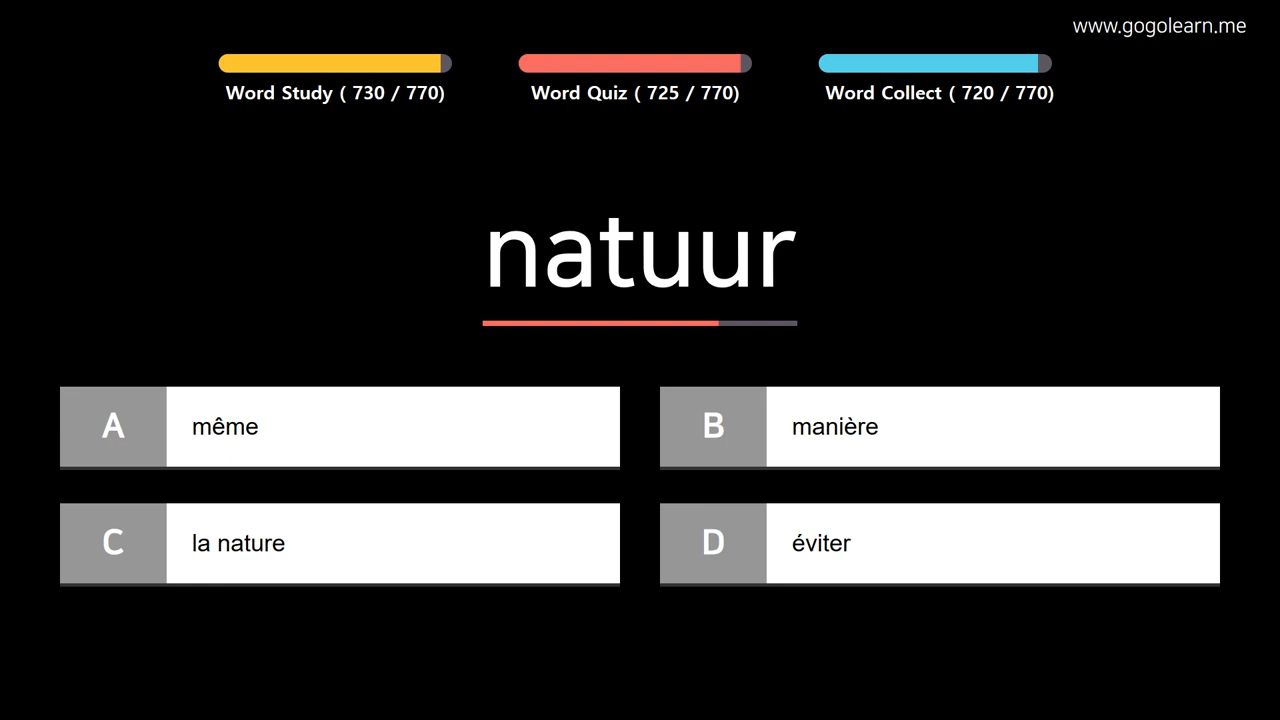 www.gogolearn.me
Word Study ( 730 / 770)
Word Quiz ( 725 / 770)
Word Collect ( 720 / 770)
natuur
A même
B manière
C la nature
D éviter